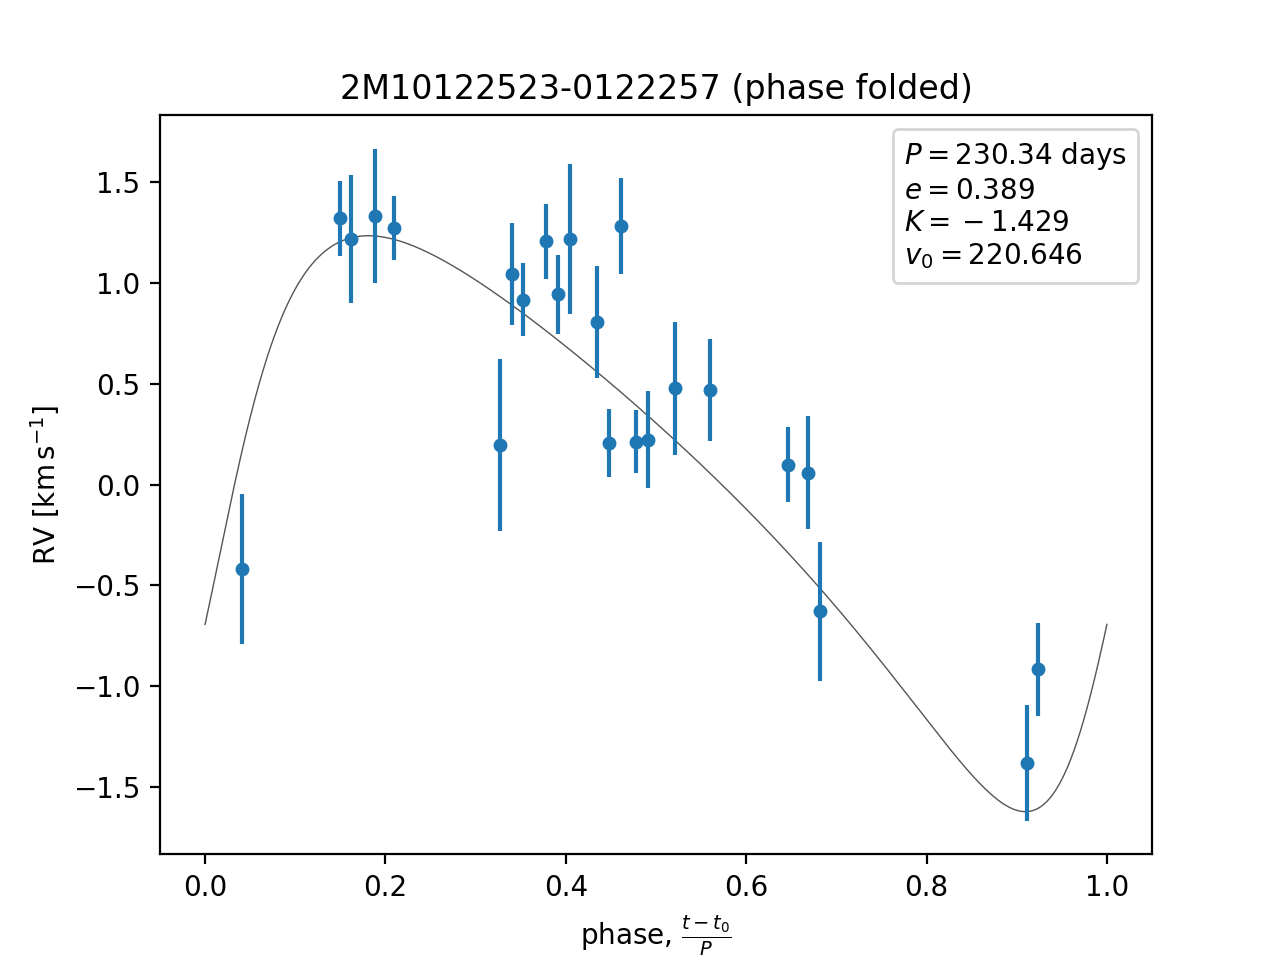 2M10122523-0122257 (phase folded)
P = 230.34 days
e = 0.389
K = −1.429
v₀ = 220.646
RV [km s⁻¹]
1.5
1.0
0.5
0.0
−0.5
−1.0
−1.5
0.0 0.2 0.4 0.6 0.8 1.0
phase, (t − t₀)/P